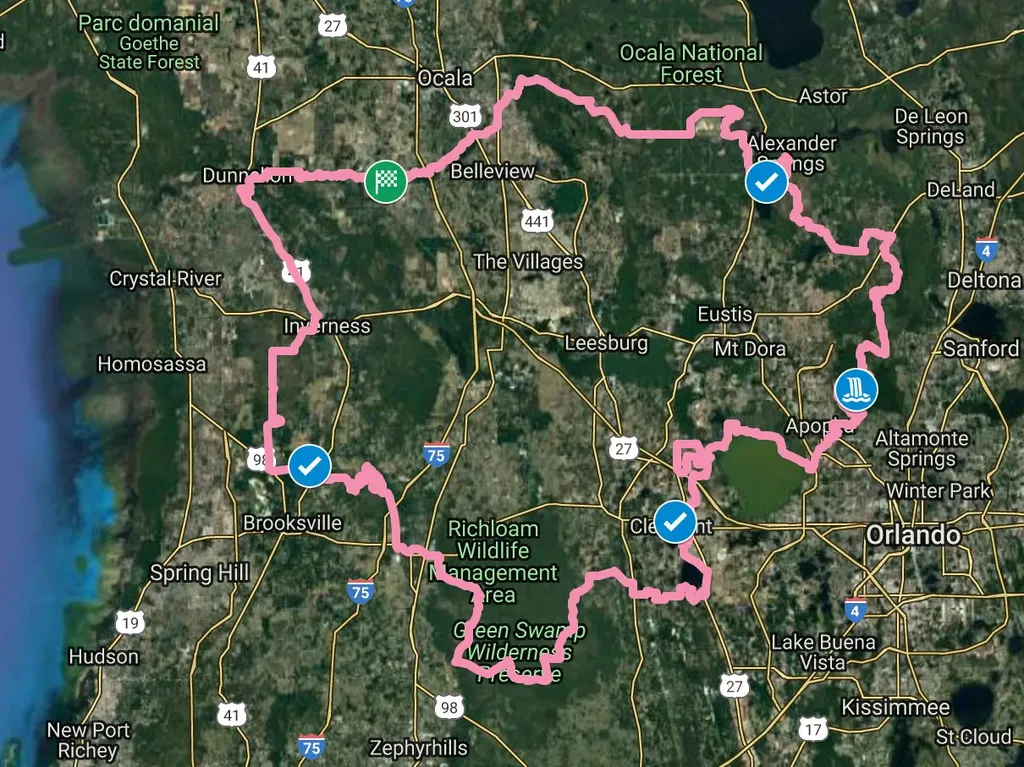 Parc domanial
Goethe
State Forest
27
41
Ocala
Ocala National
Forest
Astor
De Leon
Springs
301
Alexander
Springs
Dunnellon
Belleview
DeLand
441
4
Crystal River
41
The Villages
Deltona
Eustis
Inverness
Leesburg
Mt Dora
Sanford
Homosassa
Apopka
Altamonte
Springs
27
75
98
Winter Park
Brooksville
Clermont
Orlando
Richloam
Wildlife
Management
Area
Spring Hill
75
4
19
Green Swamp
Wilderness
Preserve
Hudson
Lake Buena
Vista
27
98
41
Kissimmee
17
New Port
Richey
75
Zephyrhills
St Cloud